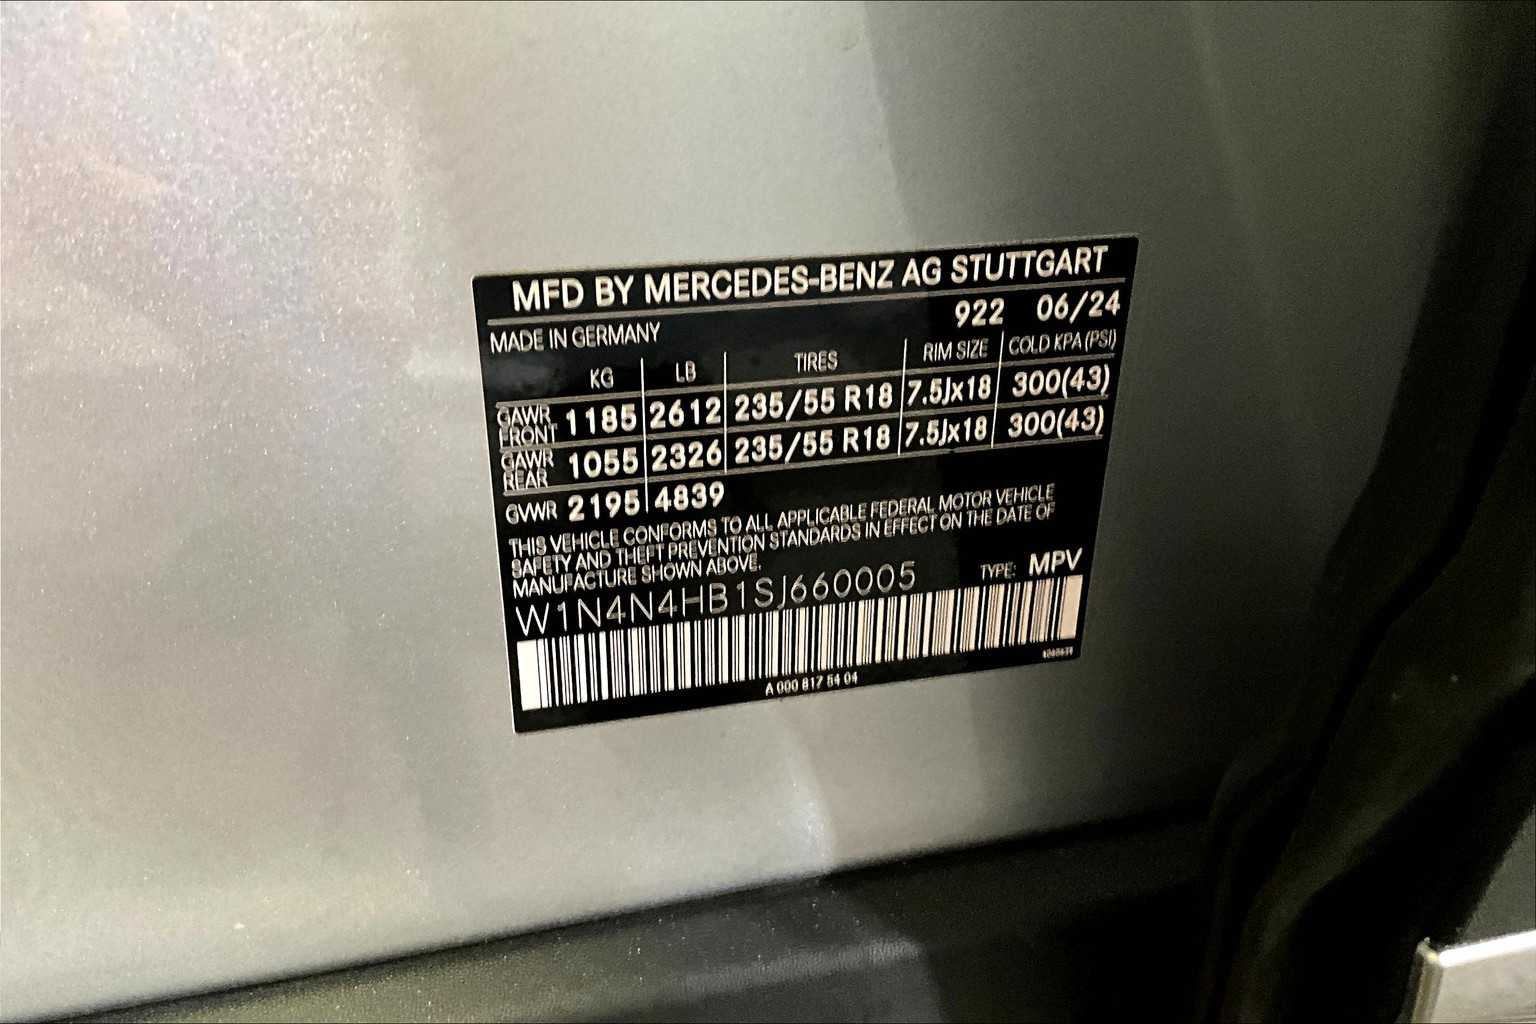 MFD BY MERCEDES-BENZ AG STUTTGART
922 06/24
MADE IN GERMANY
KG LB TIRES RIM SIZE COLD KPA (PSI)
GAWR FRONT 1185 2612 235/55 R18 7.5Jx18 300(43)
GAWR REAR 1055 2326 235/55 R18 7.5Jx18 300(43)
GVWR 2195 4839
THIS VEHICLE CONFORMS TO ALL APPLICABLE FEDERAL MOTOR VEHICLE
SAFETY AND THEFT PREVENTION STANDARDS IN EFFECT ON THE DATE OF
MANUFACTURE SHOWN ABOVE.
W1N4N4HB1SJ660005 TYPE: MPV
A 000 817 54 04